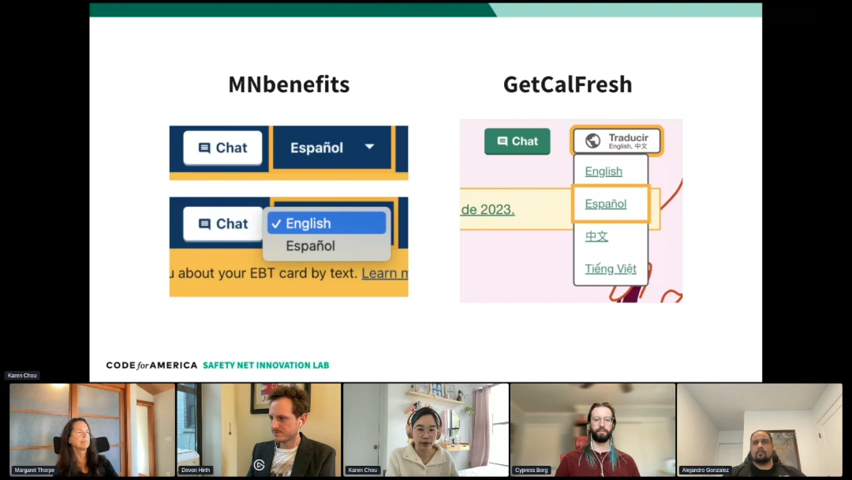 MNbenefits
GetCalFresh
Chat
Español
Chat
✓ English
Español
u about your EBT card by text. Learn m
Chat
Traducir
English, 中文
English
Español
中文
Tiếng Việt
de 2023.
CODE for AMERICA SAFETY NET INNOVATION LAB
Karen Chou
Margaret Thorpe
Devon Hirth
Karen Chou
Cypress Borg
Alejandro Gonzalez